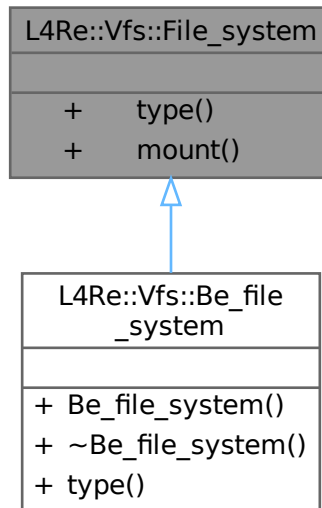 L4Re::Vfs::File_system
+ type()
+ mount()
L4Re::Vfs::Be_file
_system
+ Be_file_system()
+ ~Be_file_system()
+ type()